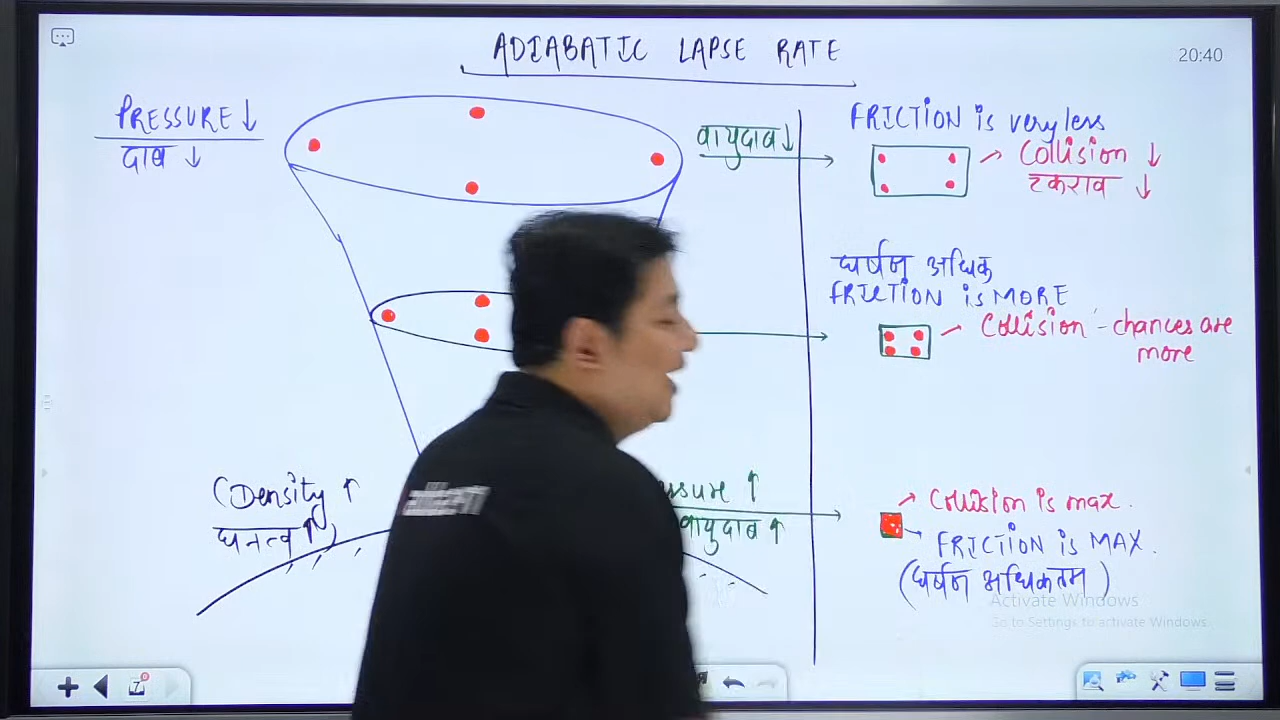 ADIABATIC LAPSE RATE
20:40
PRESSURE ↓
दाब ↓
वायुदाब ↓
FRICTION is very less
Collision ↓
टकराव ↓
घर्षन अधिक
FRICTION is MORE
Collision - chances are
more
(Density ↑
घनत्व ↑)
ssure ↑
वायुदाब ↑
Collision is max.
FRICTION is MAX.
(घर्षन अधिकतम)
Activate Windows
Go to Settings to activate Windows.